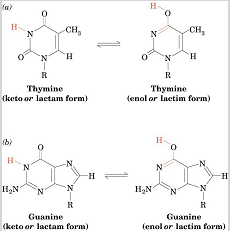 (a)
O
H
N
CH3
O
N
H
R
Thymine
(keto or lactam form)
H
O
N
CH3
O
N
H
R
Thymine
(enol or lactim form)
(b)
O
H
N
N
H
H2N
N
N
R
Guanine
(keto or lactam form)
H
O
N
N
H
H2N
N
N
R
Guanine
(enol or lactim form)